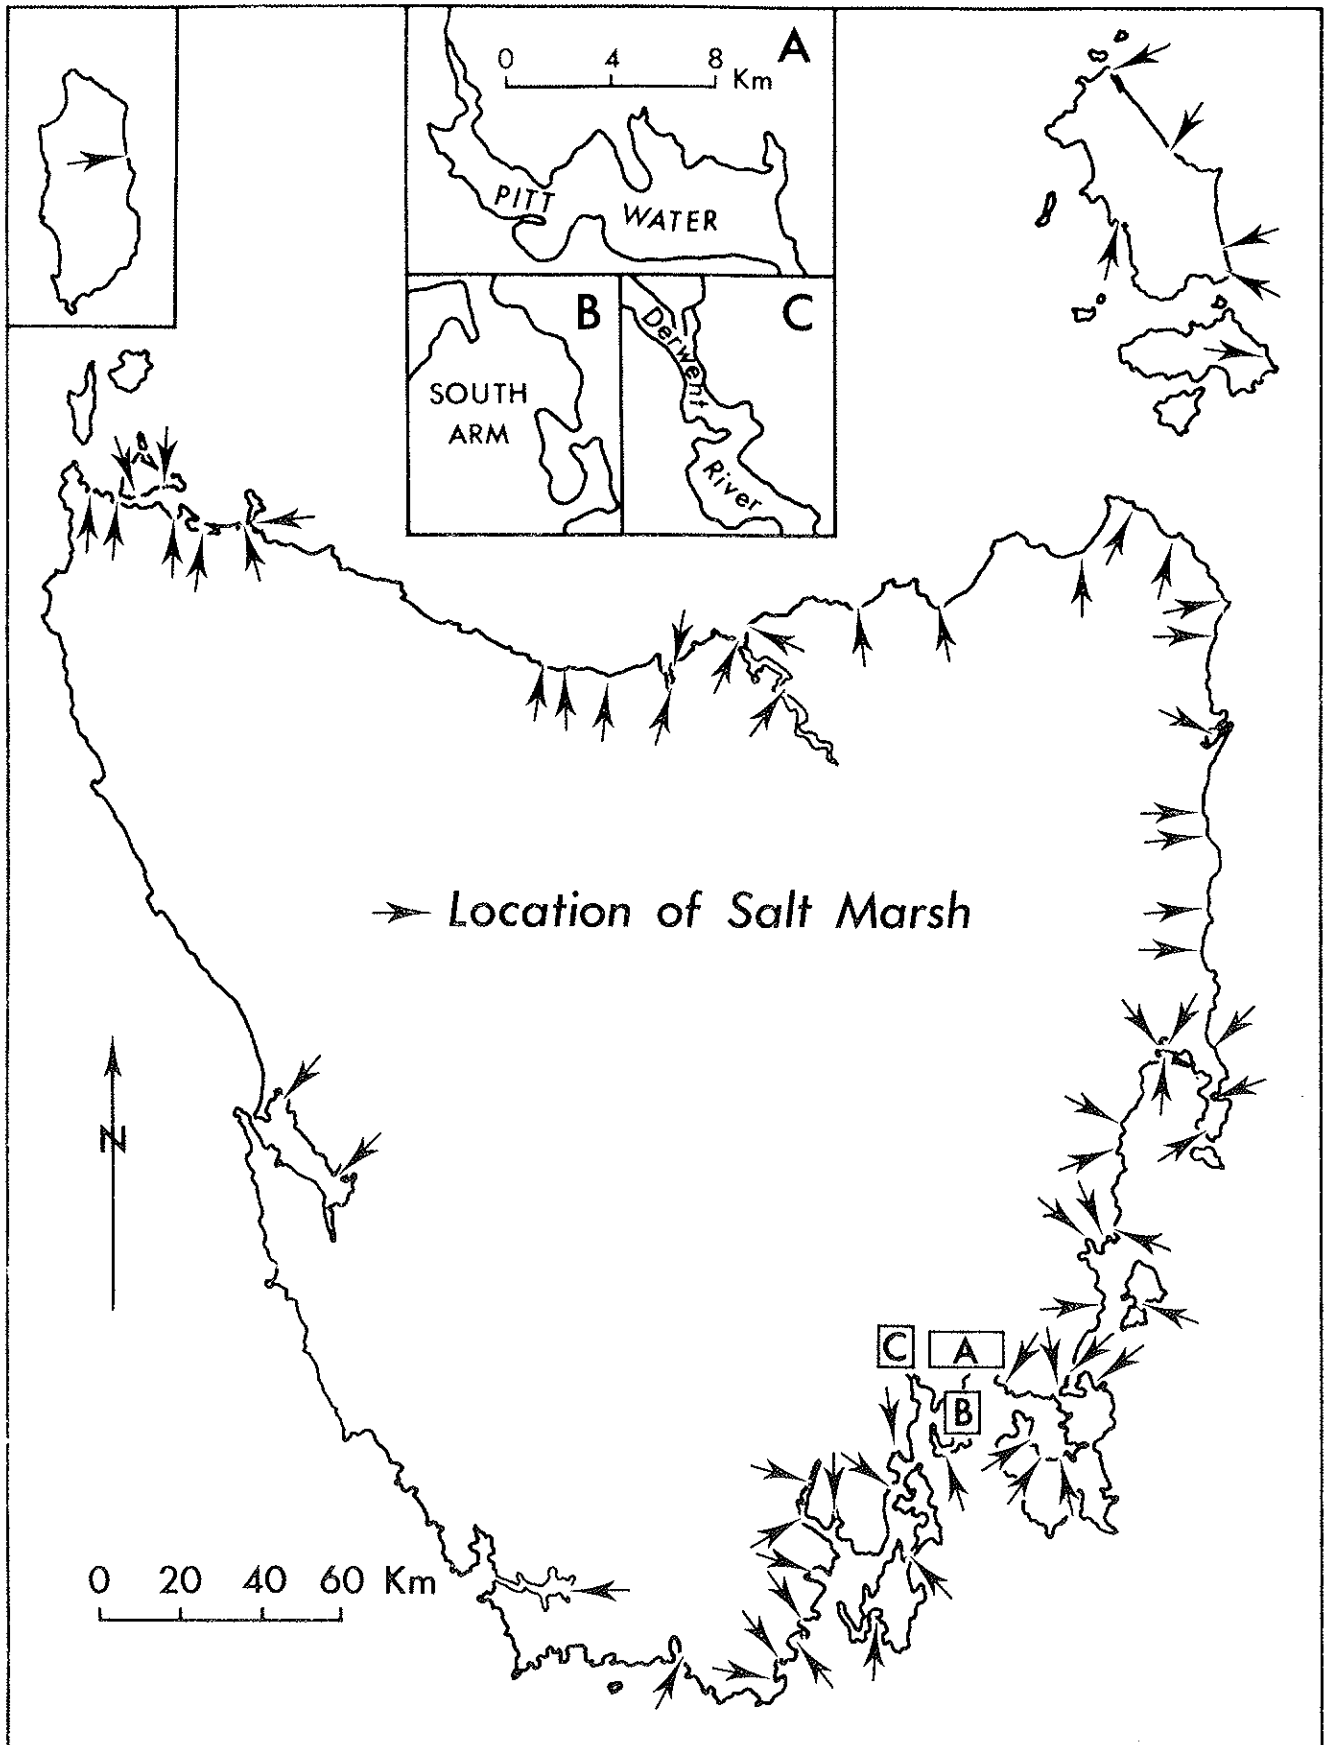 A
0 4 8 Km
PITT WATER
B
SOUTH
ARM
C
Derwent
River
Location of Salt Marsh
N
C
A
B
0 20 40 60 Km